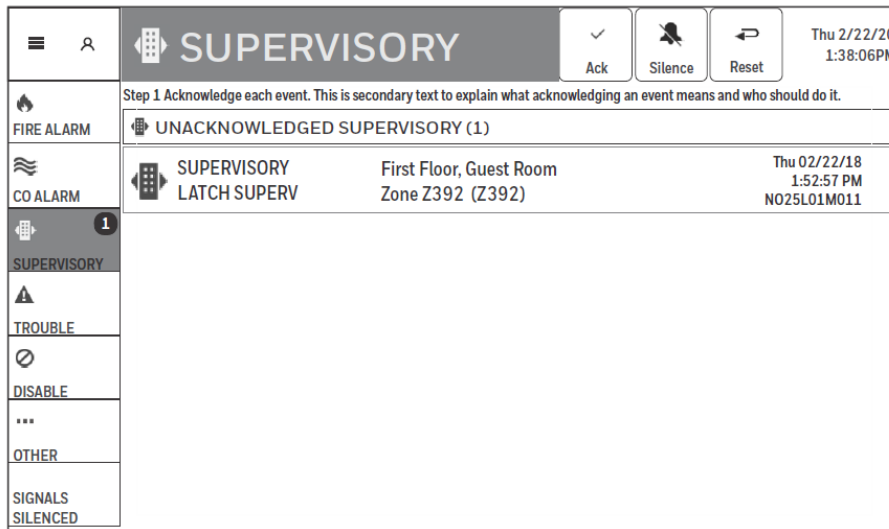 SUPERVISORY
Ack
Silence
Reset
Thu 2/22/20
1:38:06PM
Step 1 Acknowledge each event. This is secondary text to explain what acknowledging an event means and who should do it.
UNACKNOWLEDGED SUPERVISORY (1)
SUPERVISORY First Floor, Guest Room Thu 02/22/18
LATCH SUPERV Zone Z392 (Z392) 1:52:57 PM
N025L01M011
FIRE ALARM
CO ALARM
1
SUPERVISORY
TROUBLE
DISABLE
OTHER
SIGNALS
SILENCED